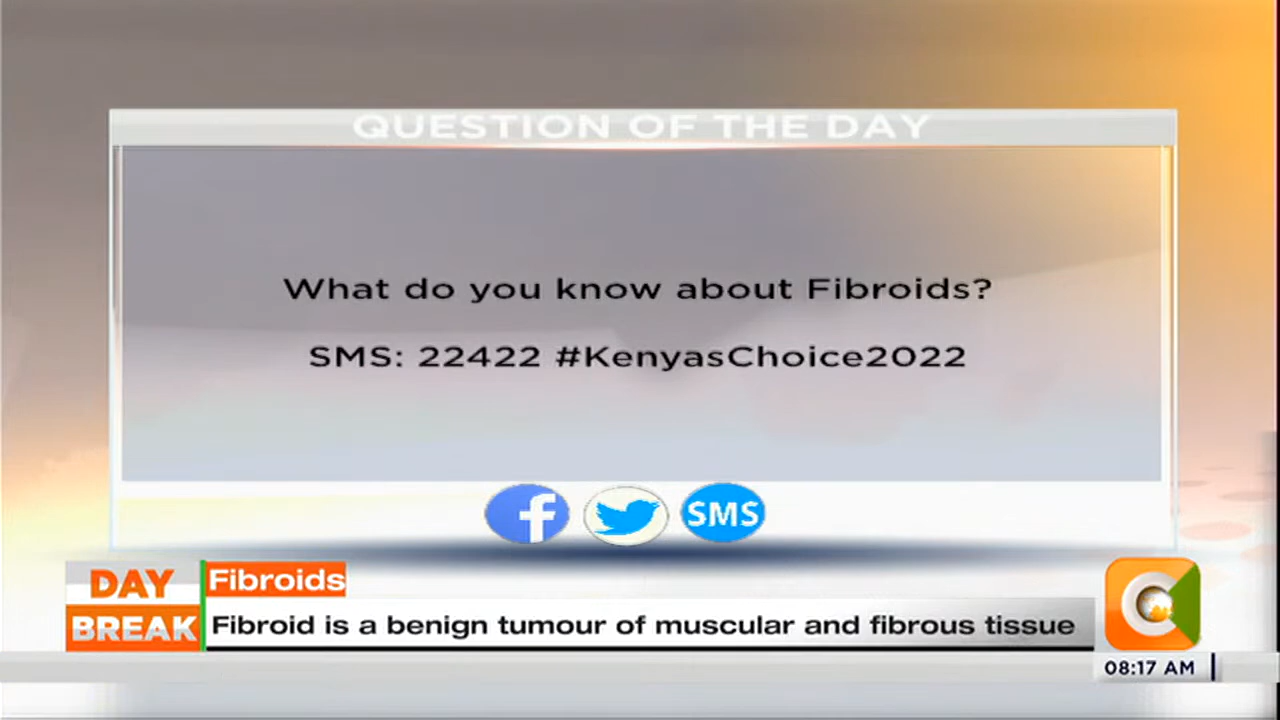 QUESTION OF THE DAY
What do you know about Fibroids?
SMS: 22422 #KenyasChoice2022
f
SMS
DAY
BREAK
Fibroids
Fibroid is a benign tumour of muscular and fibrous tissue
08:17 AM